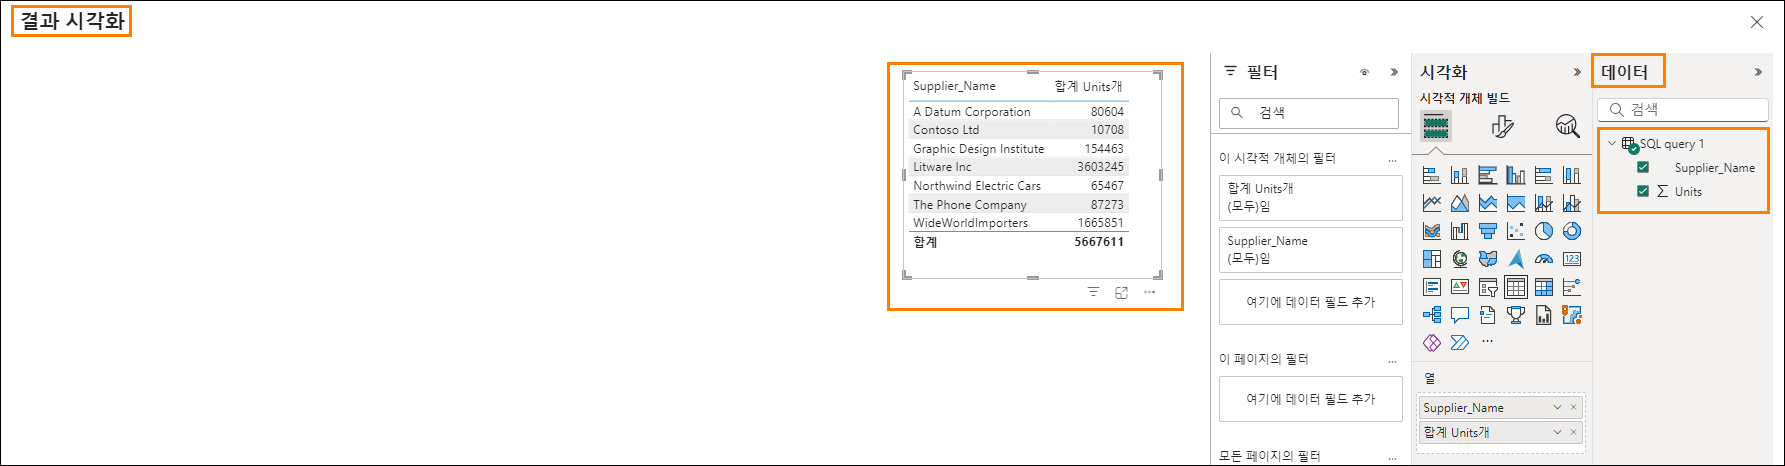 결과 시각화
Supplier_Name 합계 Units개
A Datum Corporation 80604
Contoso Ltd 10708
Graphic Design Institute 154463
Litware Inc 3603245
Northwind Electric Cars 65467
The Phone Company 87273
WideWorldImporters 1665851
합계 5667611
필터
검색
이 시각적 개체의 필터
합계 Units개
(모두)임
Supplier_Name
(모두)임
여기에 데이터 필드 추가
이 페이지의 필터
여기에 데이터 필드 추가
모든 페이지의 필터
시각화
시각적 개체 빌드
123
열
Supplier_Name
합계 Units개
데이터
검색
SQL query 1
Supplier_Name
Units